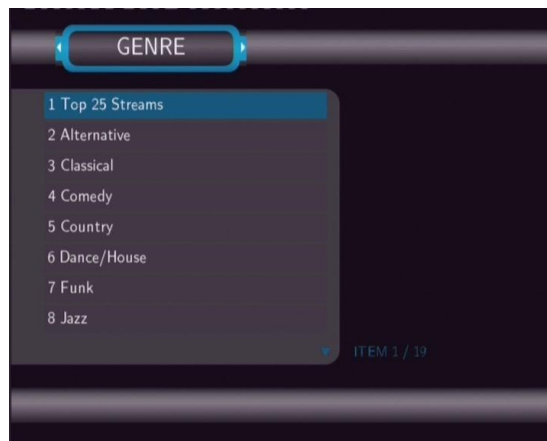 GENRE
1 Top 25 Streams
2 Alternative
3 Classical
4 Comedy
5 Country
6 Dance/House
7 Funk
8 Jazz
ITEM 1 / 19